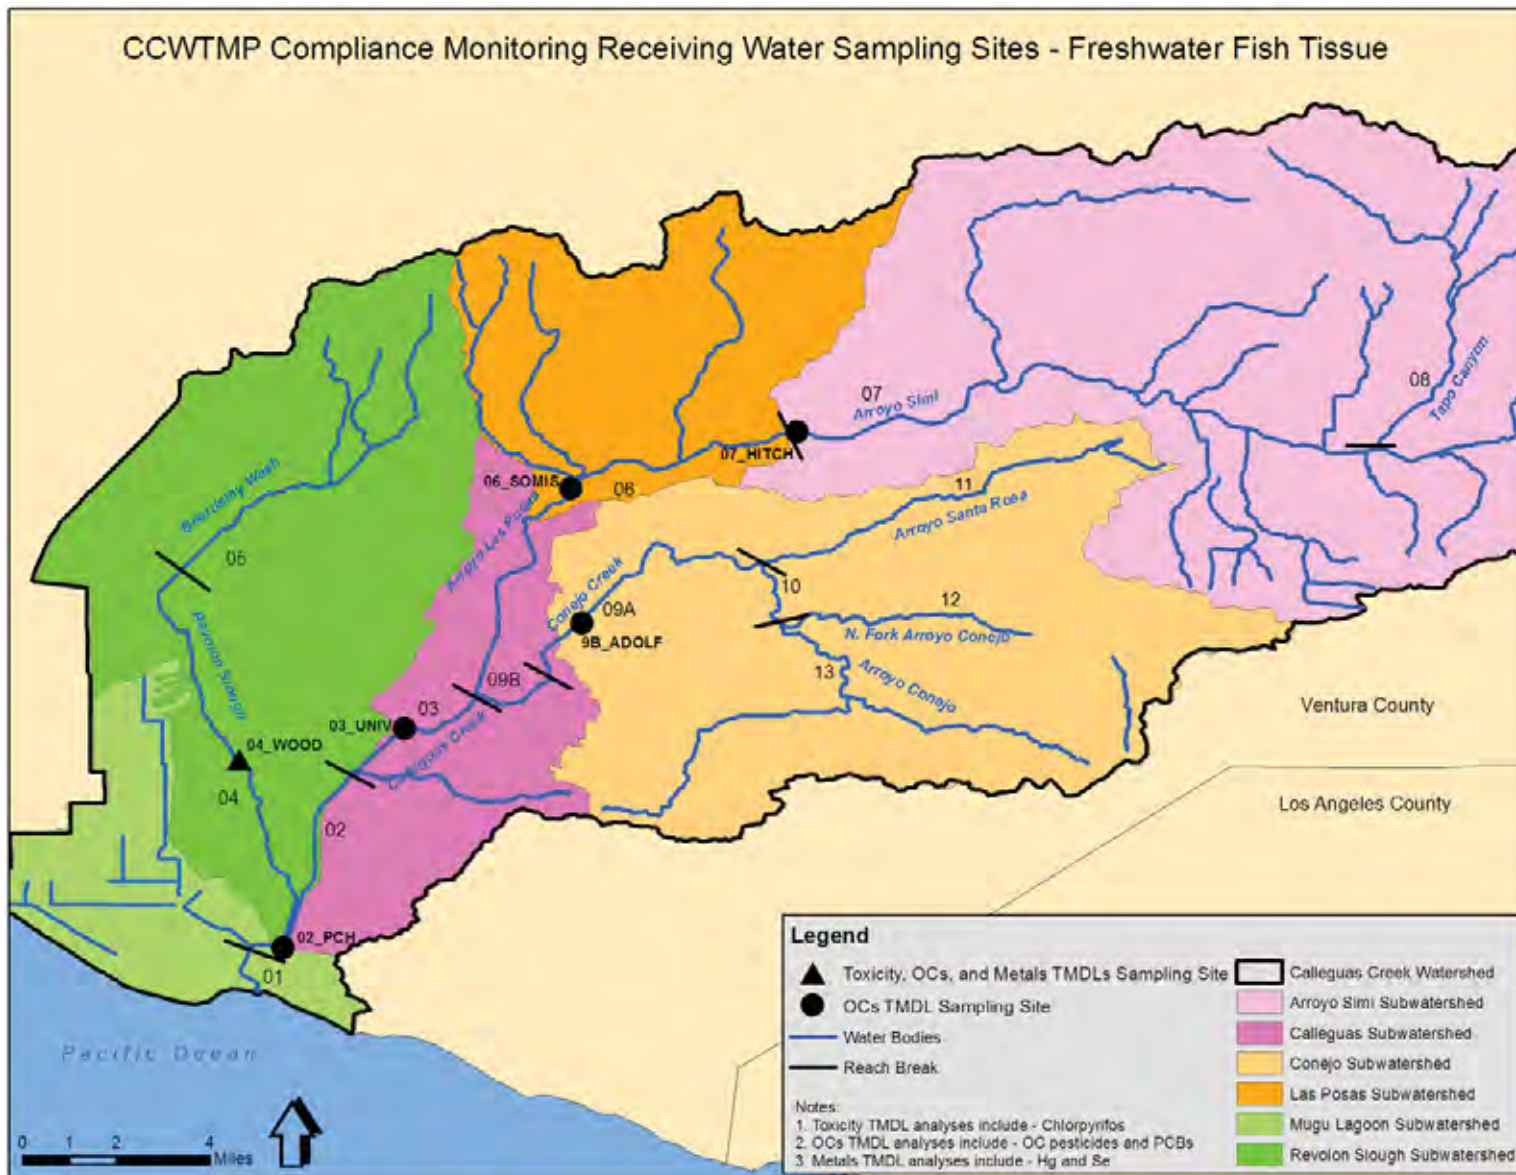 CCWTMP Compliance Monitoring Receiving Water Sampling Sites - Freshwater Fish Tissue
08
Tapo Canyon
07
Arroyo Simi
07_HITCH
06_SOMIS
06
11
Arroyo Santa Rosa
Beardsley Wash
Arroyo Las Posas
05
Conejo Creek
10
09A
12
9B_ADOLF
N. Fork Arroyo Conejo
Revolon Slough
09B
13
Arroyo Conejo
03
03_UNIV
Ventura County
04_WOOD
Calleguas Creek
04
Los Angeles County
02
02_PCH
01
Pacific Ocean
0 1 2 4
Miles
Legend
Toxicity, OCs, and Metals TMDLs Sampling Site
OCs TMDL Sampling Site
Water Bodies
Reach Break
Notes:
1. Toxicity TMDL analyses include - Chlorpyrifos
2. OCs TMDL analyses include - OC pesticides and PCBs
3. Metals TMDL analyses include - Hg and Se
Calleguas Creek Watershed
Arroyo Simi Subwatershed
Calleguas Subwatershed
Conejo Subwatershed
Las Posas Subwatershed
Mugu Lagoon Subwatershed
Revolon Slough Subwatershed